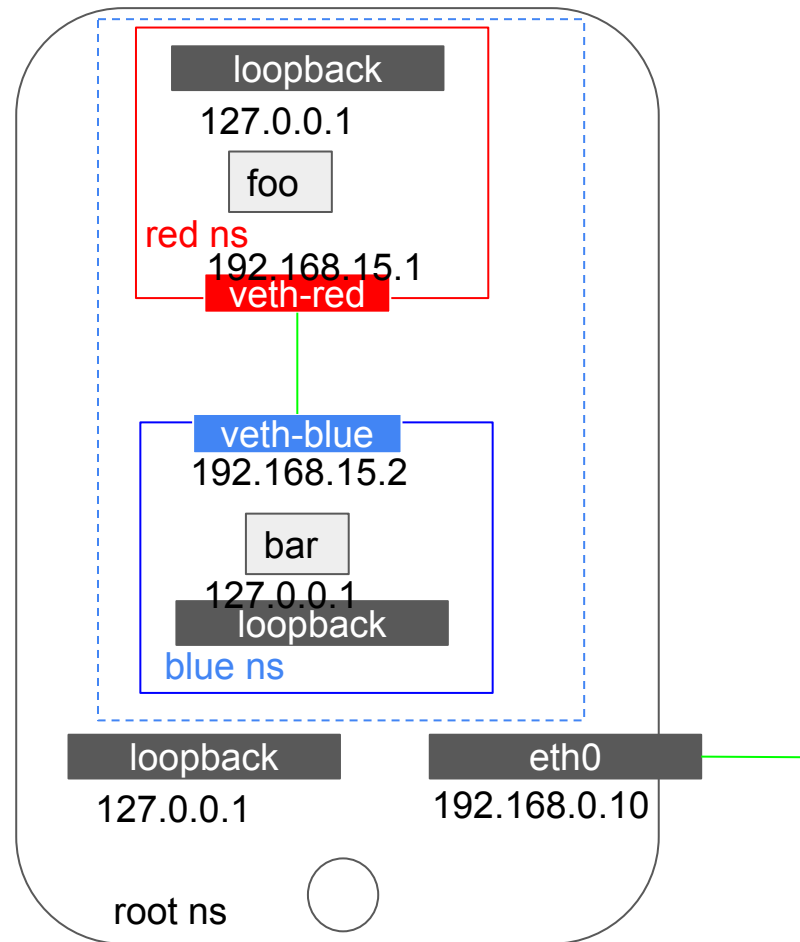 loopback
127.0.0.1
foo
red ns
192.168.15.1
veth-red
veth-blue
192.168.15.2
bar
127.0.0.1
loopback
blue ns
loopback
127.0.0.1
eth0
192.168.0.10
root ns